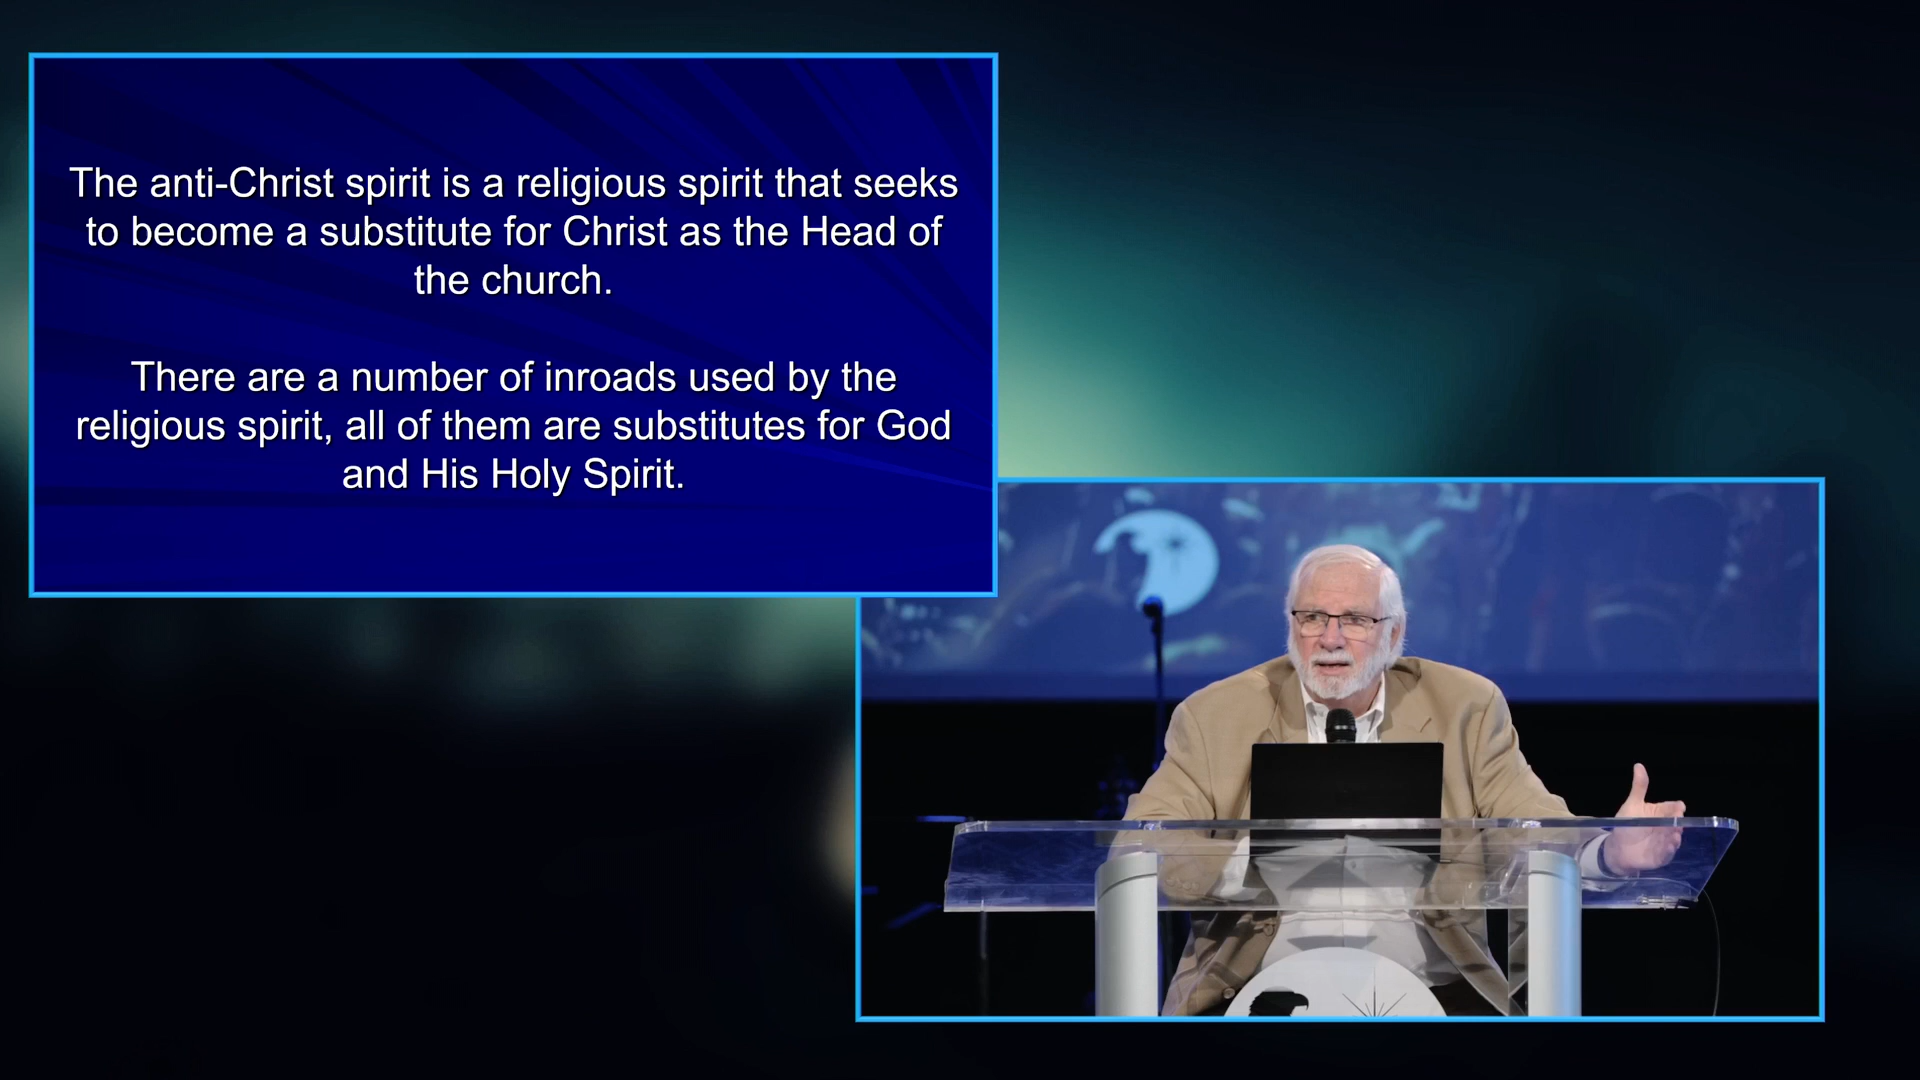 The anti-Christ spirit is a religious spirit that seeks
to become a substitute for Christ as the Head of
the church.
There are a number of inroads used by the
religious spirit, all of them are substitutes for God
and His Holy Spirit.